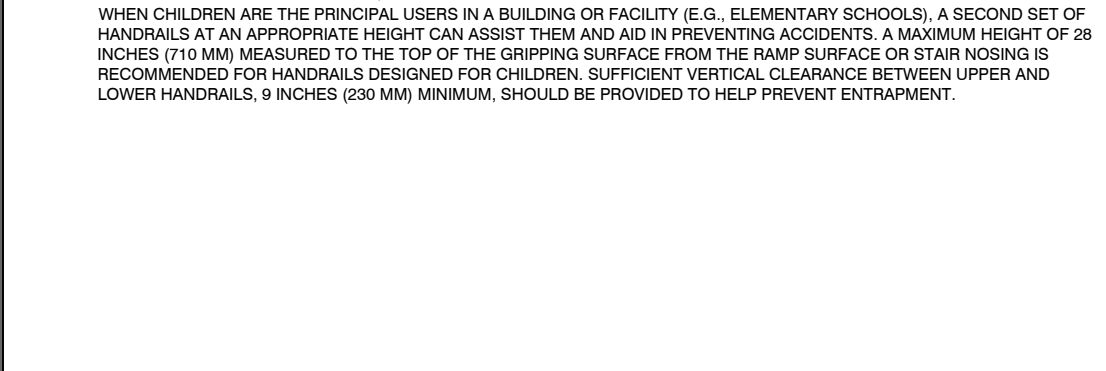 WHEN CHILDREN ARE THE PRINCIPAL USERS IN A BUILDING OR FACILITY (E.G., ELEMENTARY SCHOOLS), A SECOND SET OF
HANDRAILS AT AN APPROPRIATE HEIGHT CAN ASSIST THEM AND AID IN PREVENTING ACCIDENTS. A MAXIMUM HEIGHT OF 28
INCHES (710 MM) MEASURED TO THE TOP OF THE GRIPPING SURFACE FROM THE RAMP SURFACE OR STAIR NOSING IS
RECOMMENDED FOR HANDRAILS DESIGNED FOR CHILDREN. SUFFICIENT VERTICAL CLEARANCE BETWEEN UPPER AND
LOWER HANDRAILS, 9 INCHES (230 MM) MINIMUM, SHOULD BE PROVIDED TO HELP PREVENT ENTRAPMENT.